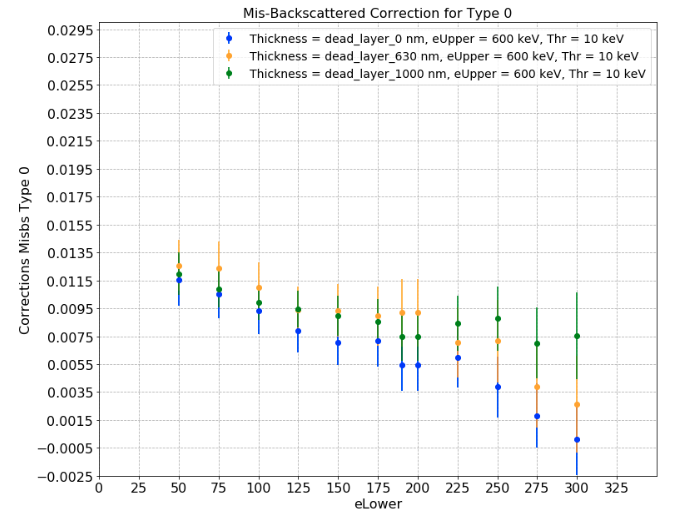 Mis-Backscattered Correction for Type 0
Thickness = dead_layer_0 nm, eUpper = 600 keV, Thr = 10 keV
Thickness = dead_layer_630 nm, eUpper = 600 keV, Thr = 10 keV
Thickness = dead_layer_1000 nm, eUpper = 600 keV, Thr = 10 keV
Corrections Misbs Type 0
0.0295
0.0275
0.0255
0.0235
0.0215
0.0195
0.0175
0.0155
0.0135
0.0115
0.0095
0.0075
0.0055
0.0035
0.0015
−0.0005
−0.0025
0 25 50 75 100 125 150 175 200 225 250 275 300 325
eLower